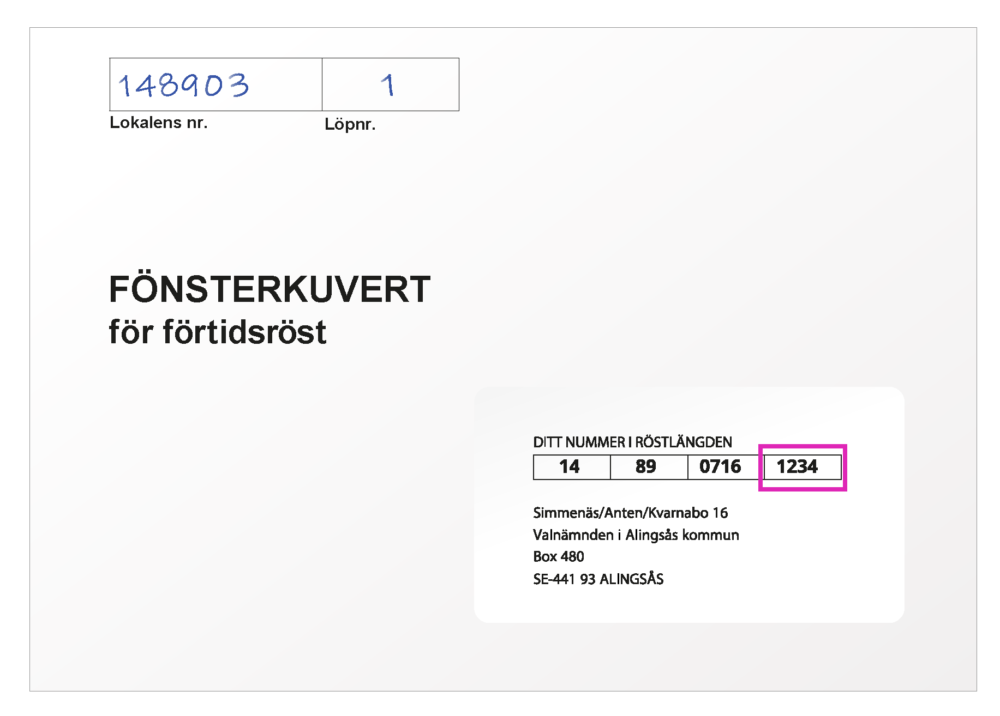 148903 1
Lokalens nr. Löpnr.
FÖNSTERKUVERT
för förtidsröst
DITT NUMMER I RÖSTLÄNGDEN
14 89 0716 1234
Simmenäs/Anten/Kvarnabo 16
Valnämnden i Alingsås kommun
Box 480
SE-441 93 ALINGSÅS